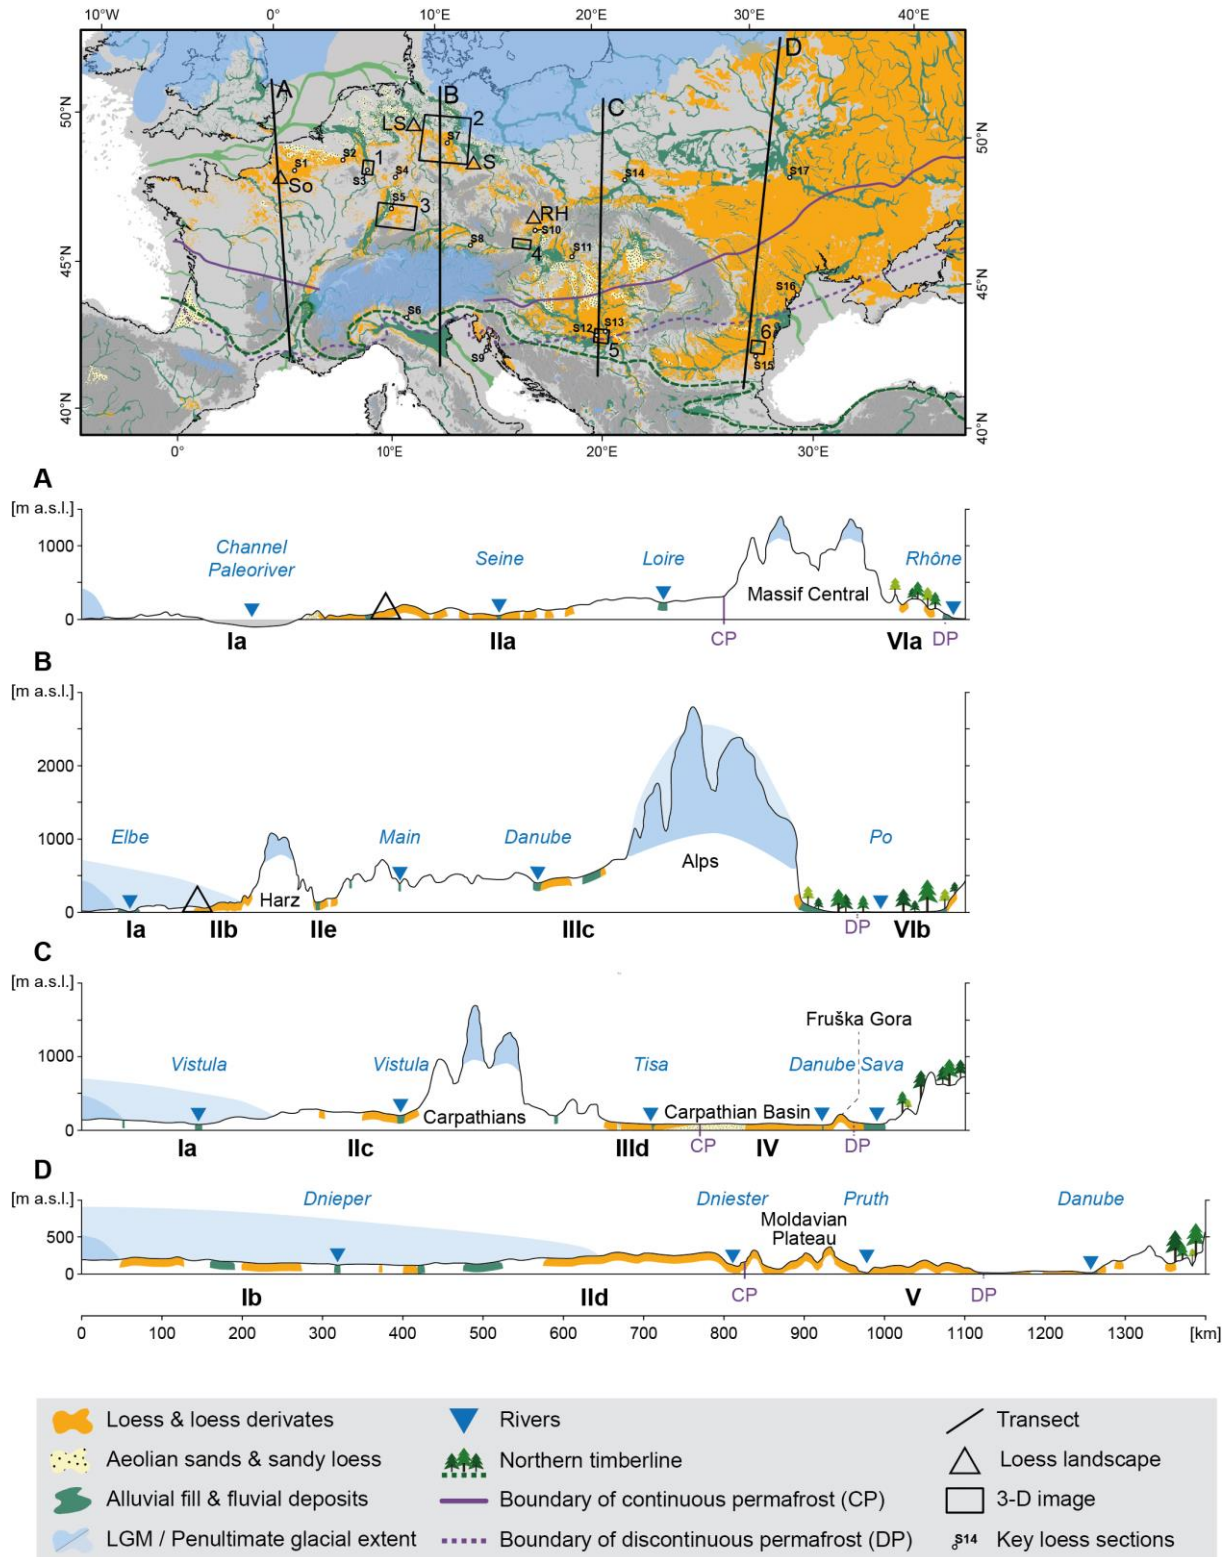 10°W 0° 10°E 20°E 30°E 40°E
50°N 50°N
45°N 45°N
40°N 40°N
0° 10°E 20°E 30°E
A B C D
LS S7 2
S1 S2 1 S
So S3 S4
S5 3
S14 S17
RH
S10
S8 4 S11
S16
S6 S12 S13
S9 5 6
S15
A
[m a.s.l.]
1000
0
Channel
Paleoriver
Seine Loire Rhône
Massif Central
CP DP
Ia IIa VIa
B
[m a.s.l.]
2000
1000
0
Elbe Main Danube Po
Harz Alps
DP
Ia IIb IIe IIIc VIb
C
[m a.s.l.]
1000
0
Fruška Gora
Vistula Vistula Tisa Danube Sava
Carpathians Carpathian Basin
CP DP
Ia IIc IIId IV
D
[m a.s.l.]
1000
500
0
Dnieper Dniester Pruth Danube
Moldavian
Plateau
CP DP
Ib IId V
0 100 200 300 400 500 600 700 800 900 1000 1100 1200 1300 [km]
Loess & loess derivates Rivers Transect
Aeolian sands & sandy loess Northern timberline Loess landscape
Alluvial fill & fluvial deposits Boundary of continuous permafrost (CP) 3-D image
LGM / Penultimate glacial extent Boundary of discontinuous permafrost (DP) S14 Key loess sections